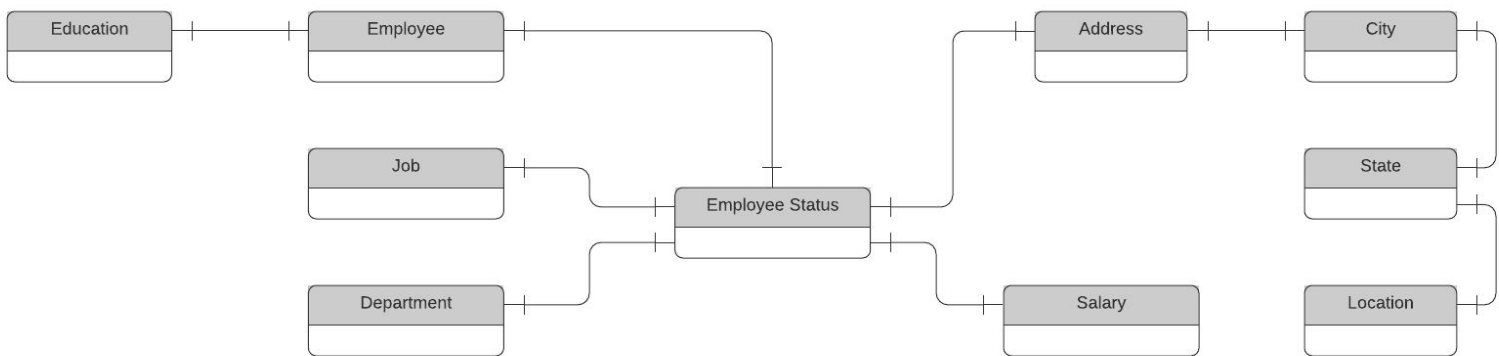 Education
Employee
Address
City
Job
State
Employee Status
Department
Salary
Location